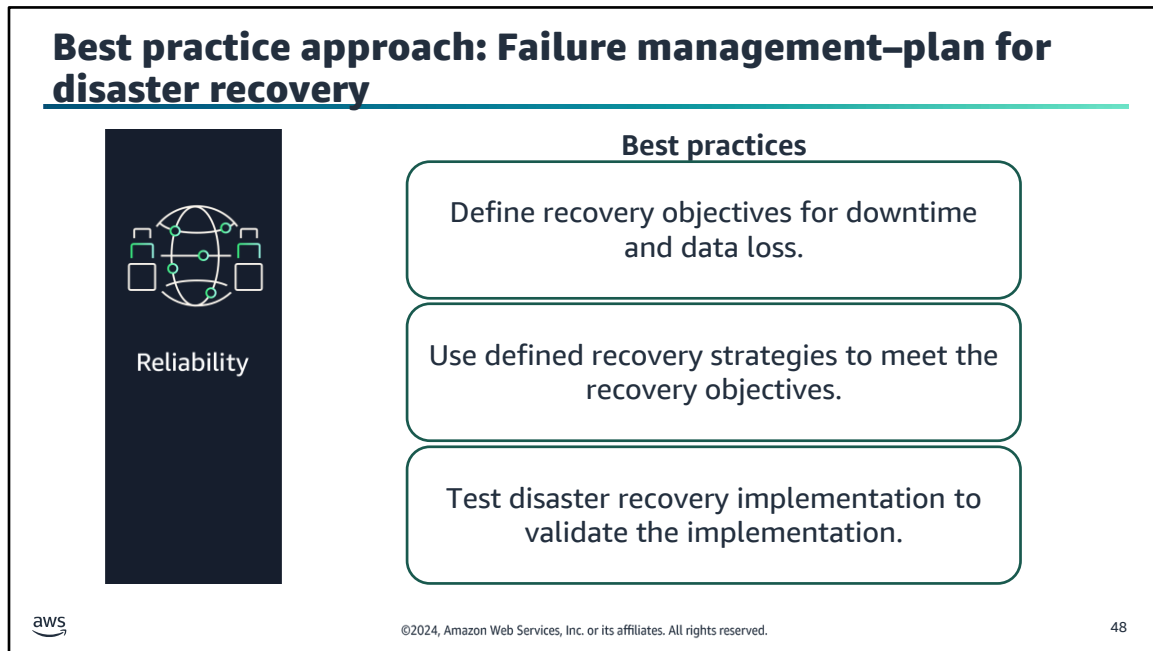 Best practice approach: Failure management–plan for
disaster recovery
Reliability
Best practices
Define recovery objectives for downtime
and data loss.
Use defined recovery strategies to meet the
recovery objectives.
Test disaster recovery implementation to
validate the implementation.
aws
©2024, Amazon Web Services, Inc. or its affiliates. All rights reserved.
48